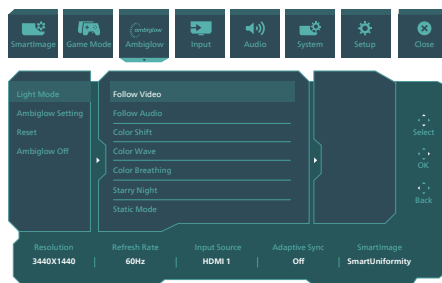 ambiglow
SmartImage Game Mode Ambiglow Input Audio System Setup Close
Light Mode
Ambiglow Setting
Reset
Ambiglow Off
Follow Video
Follow Audio
Color Shift
Color Wave
Color Breathing
Starry Night
Static Mode
Select
OK
Back
Resolution Refresh Rate Input Source Adaptive Sync SmartImage
3440X1440 | 60Hz | HDMI 1 | Off | SmartUniformity